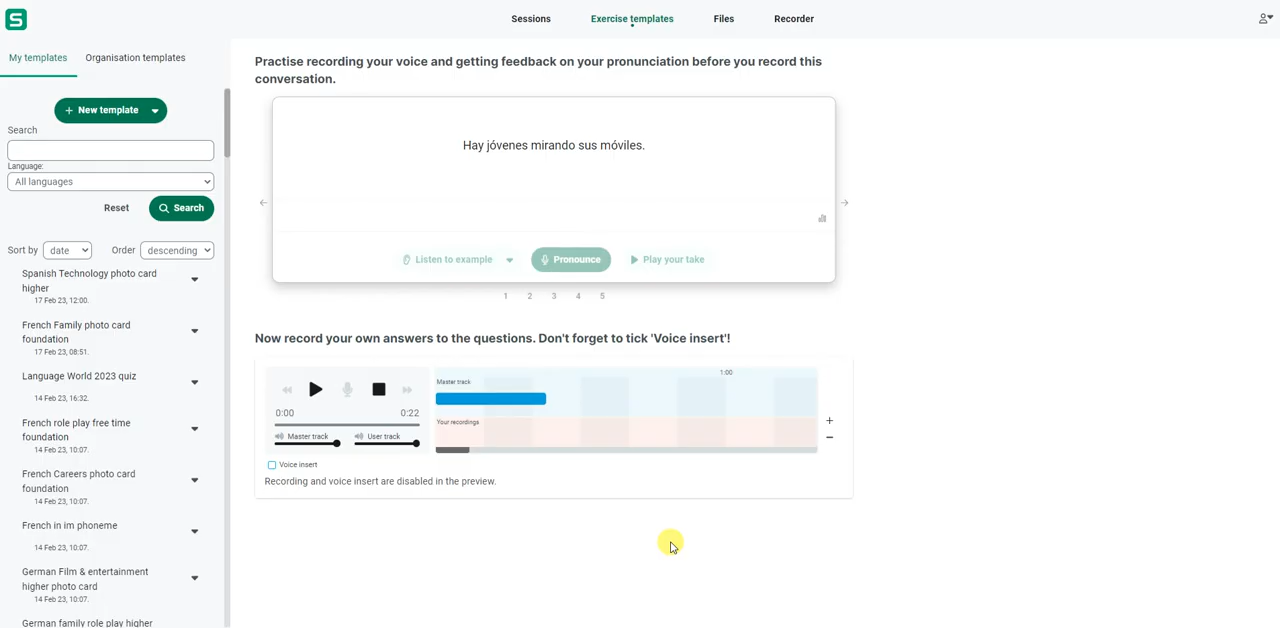 S
Sessions
Exercise templates
Files
Recorder
My templates
Organisation templates
+ New template
Search
Language:
All languages
Reset
Search
Sort by
date
Order
descending
Spanish Technology photo card
higher
17 Feb 23, 12:00.
French Family photo card
foundation
17 Feb 23, 08:51.
Language World 2023 quiz
14 Feb 23, 16:32.
French role play free time
foundation
14 Feb 23, 10:07.
French Careers photo card
foundation
14 Feb 23, 10:07.
French in im phoneme
14 Feb 23, 10:07.
German Film & entertainment
higher photo card
14 Feb 23, 10:07.
German family role play higher
Practise recording your voice and getting feedback on your pronunciation before you record this
conversation.
Hay jóvenes mirando sus móviles.
Listen to example
Pronounce
Play your take
1 2 3 4 5
Now record your own answers to the questions. Don't forget to tick 'Voice insert'!
0:00
0:22
Master track
User train
1:00
Master track
Your recordings
+
−
Voice insert
Recording and voice insert are disabled in the preview.